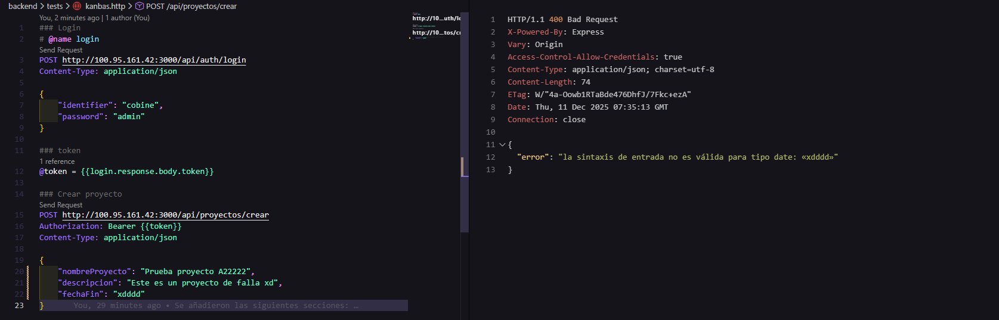 backend > tests > kanbas.http > POST /api/proyectos/crear
You, 2 minutes ago | 1 author (You)
1 ### Login
2 # @name login
Send Request
3 POST http://100.95.161.42:3000/api/auth/login
4 Content-Type: application/json
5
6 {
7 "identifier": "cobine",
8 "password": "admin"
9 }
10
11 ### token
1 reference
12 @token = {{login.response.body.token}}
13
14 ### Crear proyecto
Send Request
15 POST http://100.95.161.42:3000/api/proyectos/crear
16 Authorization: Bearer {{token}}
17 Content-Type: application/json
18
19 {
20 "nombreProyecto": "Prueba proyecto A22222",
21 "descripcion": "Este es un proyecto de falla xd",
22 "fechaFin": "xdddd"
23 } You, 29 minutes ago • Se añadieron las siguientes secciones: …
http://10...uth/lo
http://10...tos/cr
1 HTTP/1.1 400 Bad Request
2 X-Powered-By: Express
3 Vary: Origin
4 Access-Control-Allow-Credentials: true
5 Content-Type: application/json; charset=utf-8
6 Content-Length: 74
7 ETag: W/"4a-Oowb1RTaBde476DhfJ/7Fkc+ezA"
8 Date: Thu, 11 Dec 2025 07:35:13 GMT
9 Connection: close
10
11 {
12 "error": "la sintaxis de entrada no es válida para tipo date: «xdddd»"
13 }